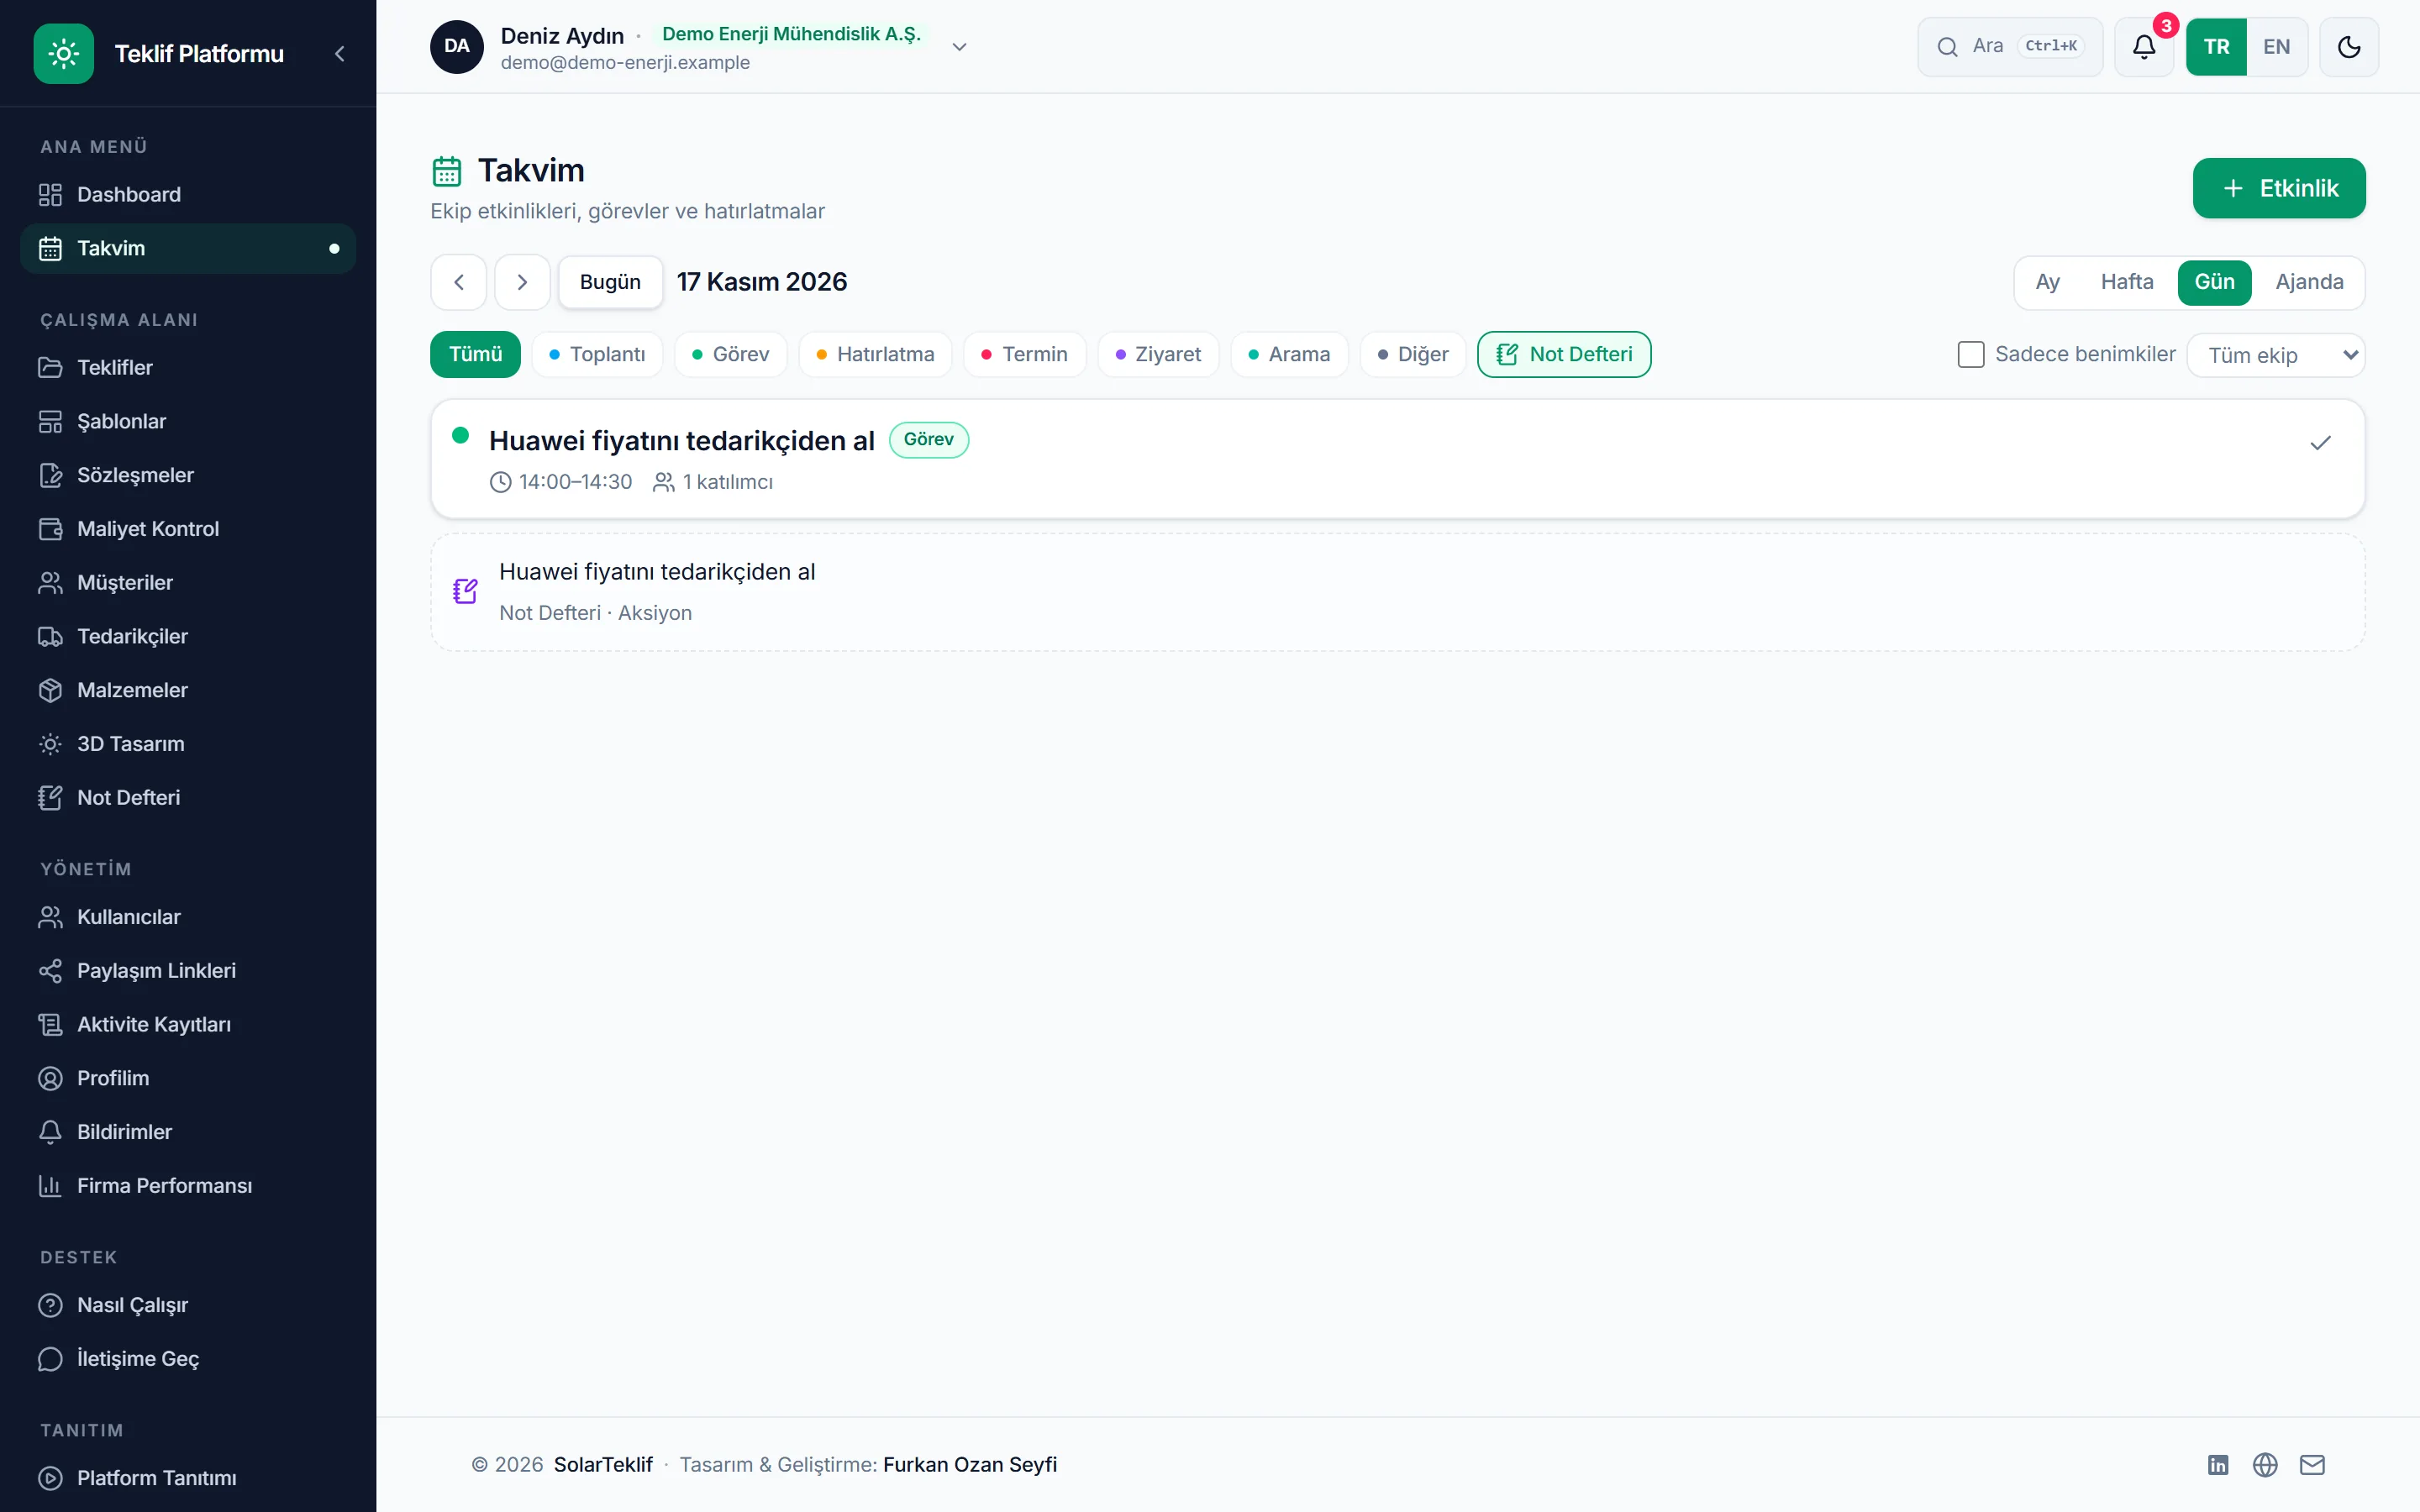 Teklif Platformu
ANA MENÜ
Dashboard
Takvim
ÇALIŞMA ALANI
Teklifler
Şablonlar
Sözleşmeler
Maliyet Kontrol
Müşteriler
Tedarikçiler
Malzemeler
3D Tasarım
Not Defteri
YÖNETİM
Kullanıcılar
Paylaşım Linkleri
Aktivite Kayıtları
Profilim
Bildirimler
Firma Performansı
DESTEK
Nasıl Çalışır
İletişime Geç
TANITIM
Platform Tanıtımı
DA
Deniz Aydın · Demo Enerji Mühendislik A.Ş.
demo@demo-enerji.example
Ara Ctrl+K
3
TR EN
Takvim
Ekip etkinlikleri, görevler ve hatırlatmalar
+ Etkinlik
Bugün 17 Kasım 2026
Ay Hafta Gün Ajanda
Tümü Toplantı Görev Hatırlatma Termin Ziyaret Arama Diğer Not Defteri
Sadece benimkiler Tüm ekip
Huawei fiyatını tedarikçiden al Görev
14:00–14:30 1 katılımcı
Huawei fiyatını tedarikçiden al
Not Defteri · Aksiyon
© 2026 SolarTeklif · Tasarım & Geliştirme: Furkan Ozan Seyfi
in